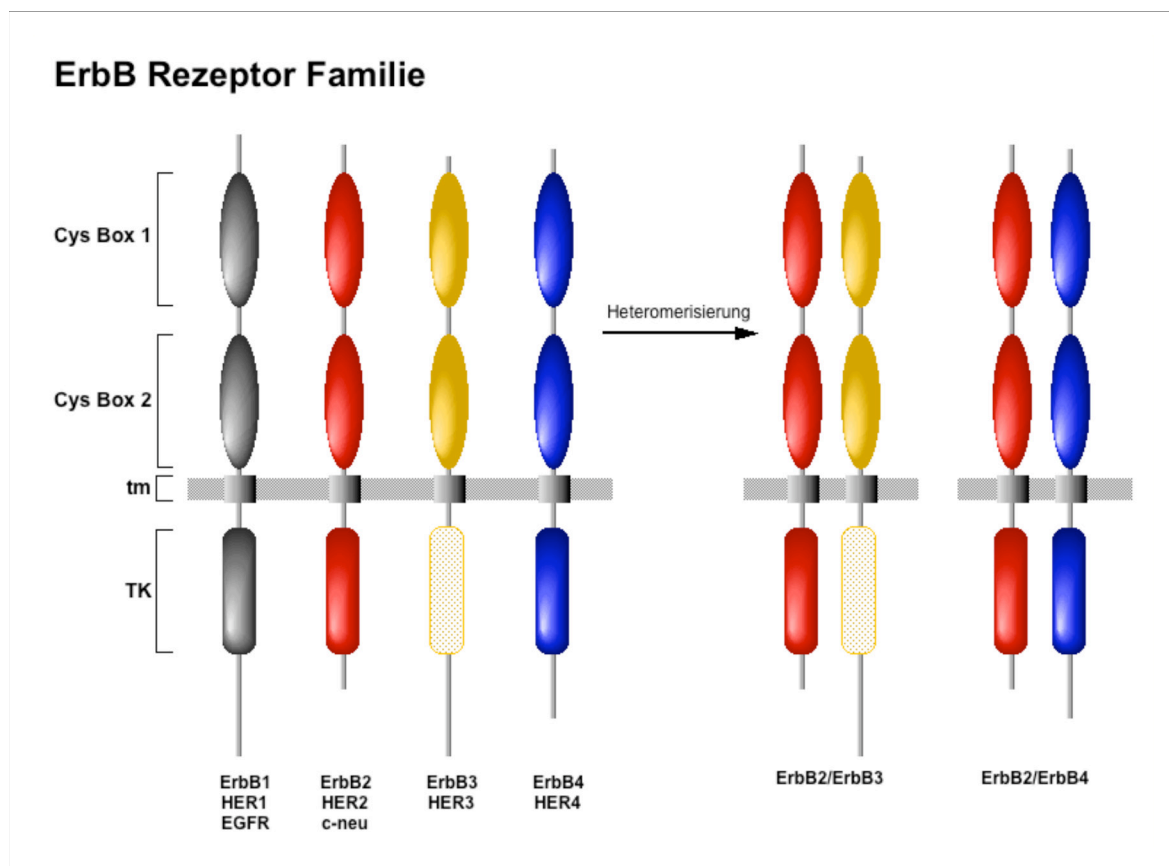 ErbB Rezeptor Familie
Cys Box 1
Cys Box 2
tm
TK
Heteromerisierung
ErbB1
HER1
EGFR
ErbB2
HER2
c-neu
ErbB3
HER3
ErbB4
HER4
ErbB2/ErbB3
ErbB2/ErbB4